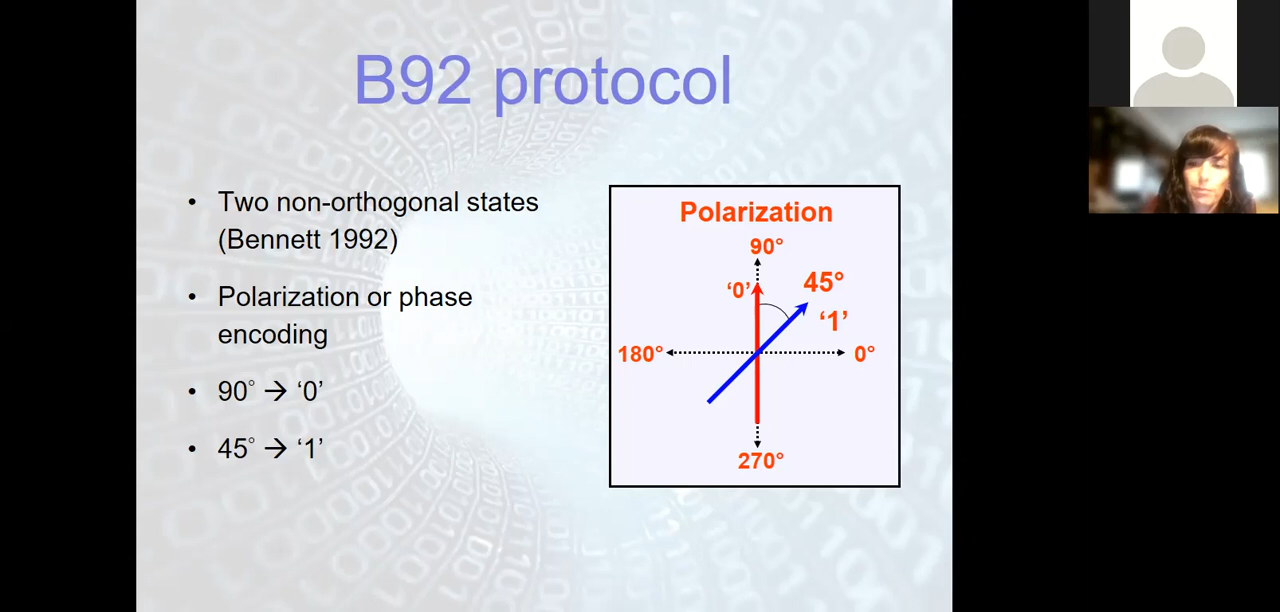 B92 protocol
• Two non-orthogonal states
(Bennett 1992)
• Polarization or phase
encoding
• 90° → ‘0’
• 45° → ‘1’
Polarization
90°
‘0’
45°
‘1’
180°
0°
270°